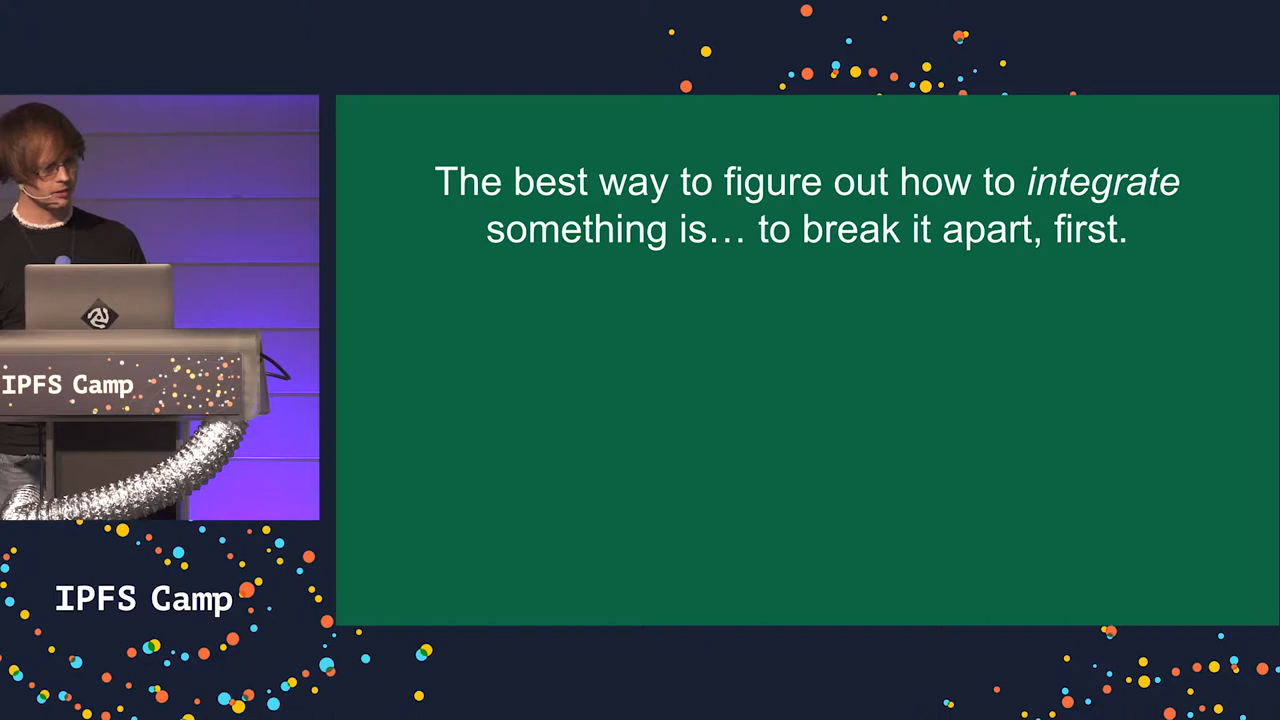 The best way to figure out how to integrate
something is… to break it apart, first.
IPFS Camp
IPFS Camp